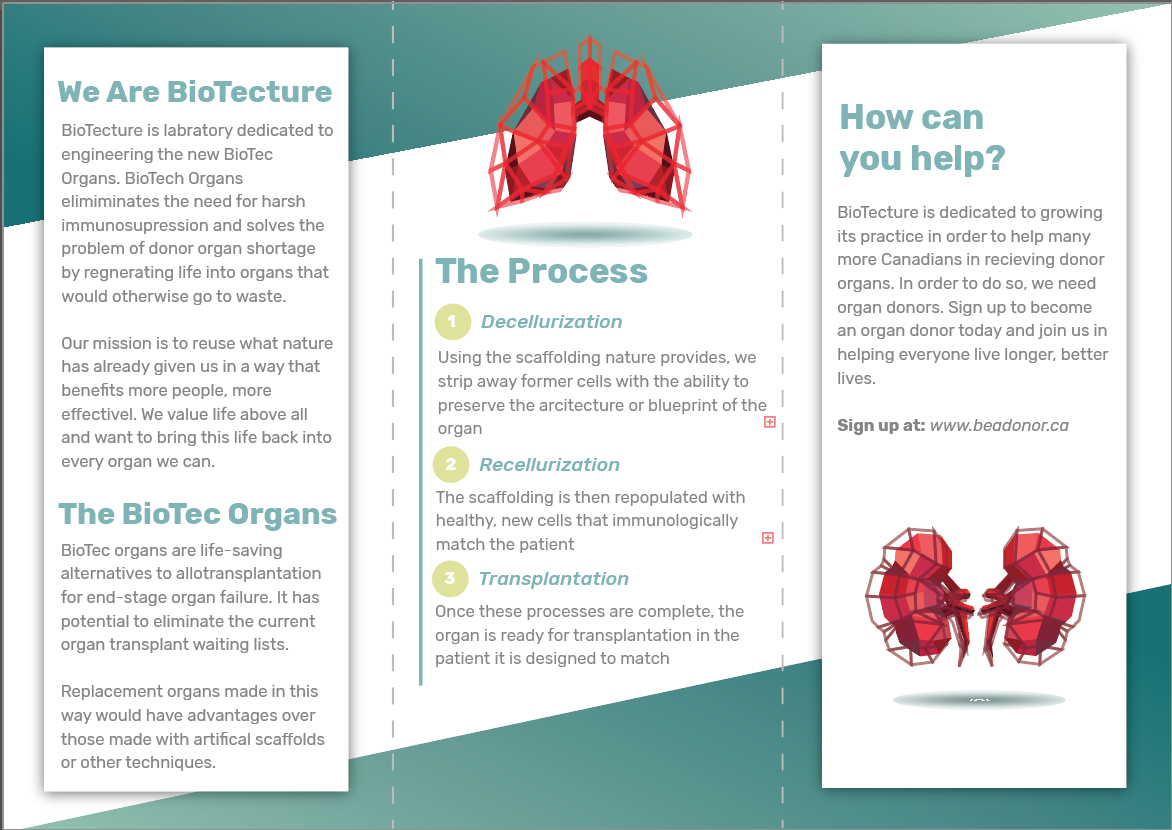 We Are BioTecture
BioTecture is labratory dedicated to
engineering the new BioTec
Organs. BioTech Organs
elimiminates the need for harsh
immunosupression and solves the
problem of donor organ shortage
by regnerating life into organs that
would otherwise go to waste.
Our mission is to reuse what nature
has already given us in a way that
benefits more people, more
effectivel. We value life above all
and want to bring this life back into
every organ we can.
The BioTec Organs
BioTec organs are life-saving
alternatives to allotransplantation
for end-stage organ failure. It has
potential to eliminate the current
organ transplant waiting lists.
Replacement organs made in this
way would have advantages over
those made with artifical scaffolds
or other techniques.
The Process
1 Decellurization
Using the scaffolding nature provides, we
strip away former cells with the ability to
preserve the arcitecture or blueprint of the
organ
2 Recellurization
The scaffolding is then repopulated with
healthy, new cells that immunologically
match the patient
3 Transplantation
Once these processes are complete, the
organ is ready for transplantation in the
patient it is designed to match
How can
you help?
BioTecture is dedicated to growing
its practice in order to help many
more Canadians in recieving donor
organs. In order to do so, we need
organ donors. Sign up to become
an organ donor today and join us in
helping everyone live longer, better
lives.
Sign up at: www.beadonor.ca